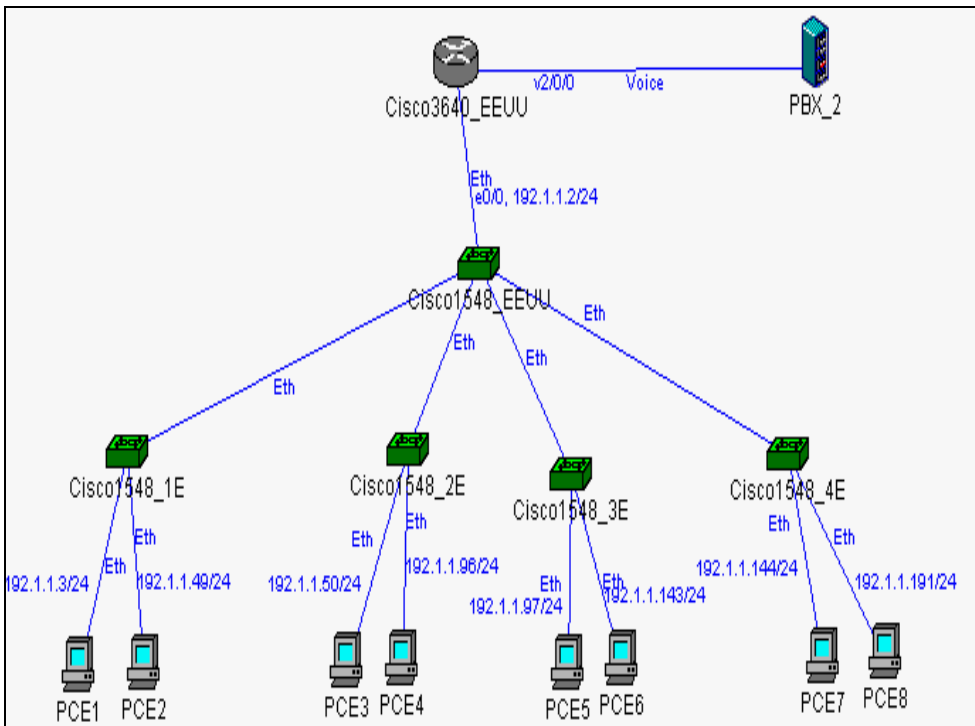 v2/0/0
Voice
Cisco3640_EEUU
PBX_2
Eth
e0/0, 192.1.1.2/24
Cisco1548_EEUU
Eth
Eth
Eth
Eth
Cisco1548_1E
Cisco1548_2E
Cisco1548_3E
Cisco1548_4E
Eth
Eth
192.1.1.3/24
192.1.1.49/24
Eth
Eth
192.1.1.50/24
192.1.1.96/24
Eth
Eth
192.1.1.97/24
192.1.1.143/24
Eth
Eth
192.1.1.144/24
192.1.1.191/24
PCE1
PCE2
PCE3
PCE4
PCE5
PCE6
PCE7
PCE8